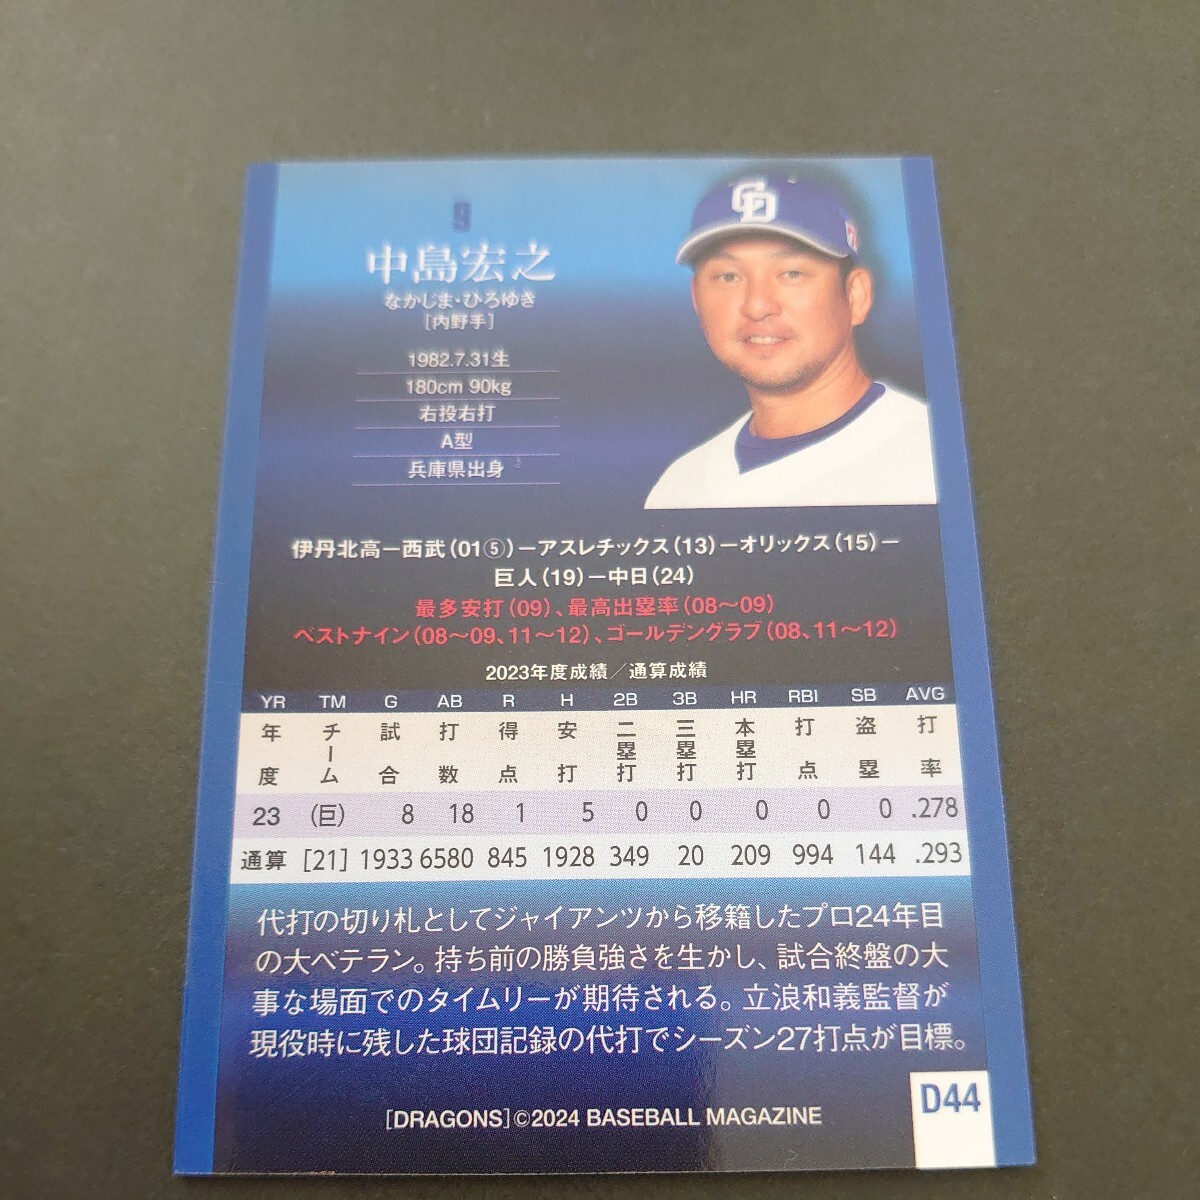 9
中島宏之
なかじま・ひろゆき
[内野手]
1982.7.31生
180cm 90kg
右投右打
A型
兵庫県出身
伊丹北高－西武(01⑤)－アスレチックス(13)－オリックス(15)－
巨人(19)－中日(24)
最多安打(09)、最高出塁率(08〜09)
ベストナイン(08〜09、11〜12)、ゴールデングラブ(08、11〜12)
2023年度成績／通算成績
YR TM G AB R H 2B 3B HR RBI SB AVG
年度 チーム 試合 打数 得点 安打 二塁打 三塁打 本塁打 打点 盗塁 打率
23 (巨) 8 18 1 5 0 0 0 0 0 .278
通算 [21] 1933 6580 845 1928 349 20 209 994 144 .293
代打の切り札としてジャイアンツから移籍したプロ24年目
の大ベテラン。持ち前の勝負強さを生かし、試合終盤の大
事な場面でのタイムリーが期待される。立浪和義監督が
現役時に残した球団記録の代打でシーズン27打点が目標。
D44
[DRAGONS]©2024 BASEBALL MAGAZINE